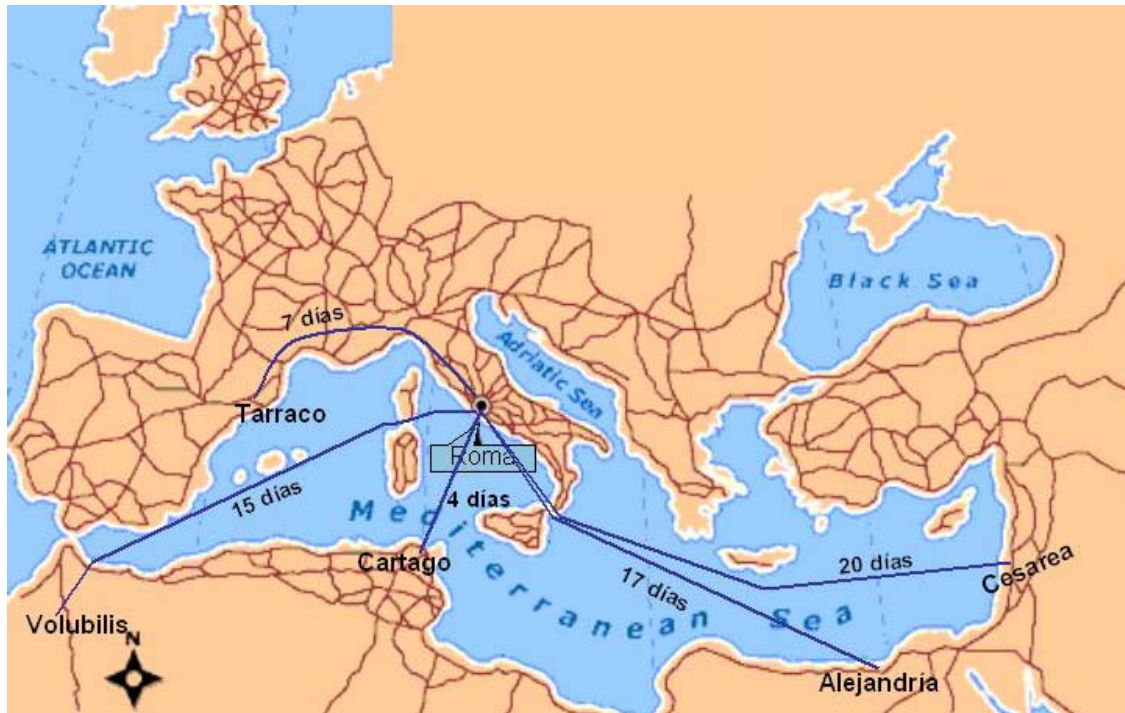 ATLANTIC
OCEAN
Black Sea
7 días
Adriatic Sea
Tarraco
Roma
15 días
4 días
Mediterranean Sea
Cartago
20 días
Cesarea
17 días
Volubilis
N
Alejandría